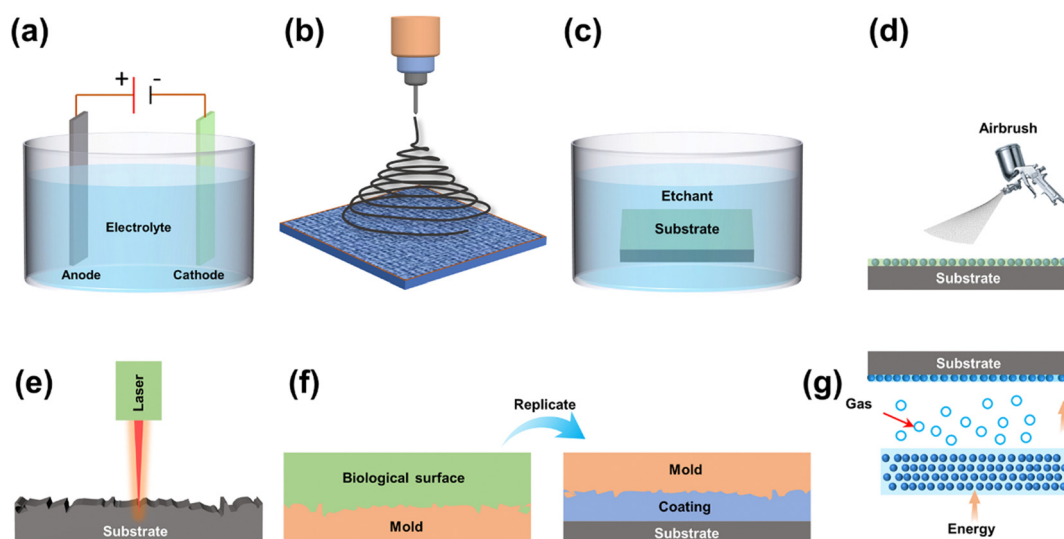 (a)
+ -
Electrolyte
Anode
Cathode
(b)
(c)
Etchant
Substrate
(d)
Airbrush
Substrate
(e)
Laser
Substrate
(f)
Replicate
Biological surface
Mold
Mold
Coating
Substrate
(g)
Substrate
Gas
Energy